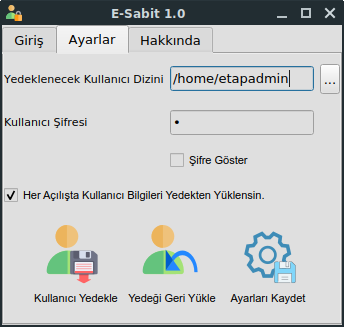 E-Sabit 1.0
Giriş Ayarlar Hakkında
Yedeklenecek Kullanıcı Dizini /home/etapadmin ...
Kullanıcı Şifresi •
Şifre Göster
Her Açılışta Kullanıcı Bilgileri Yedekten Yüklensin.
Kullanıcı Yedekle Yedeği Geri Yükle Ayarları Kaydet